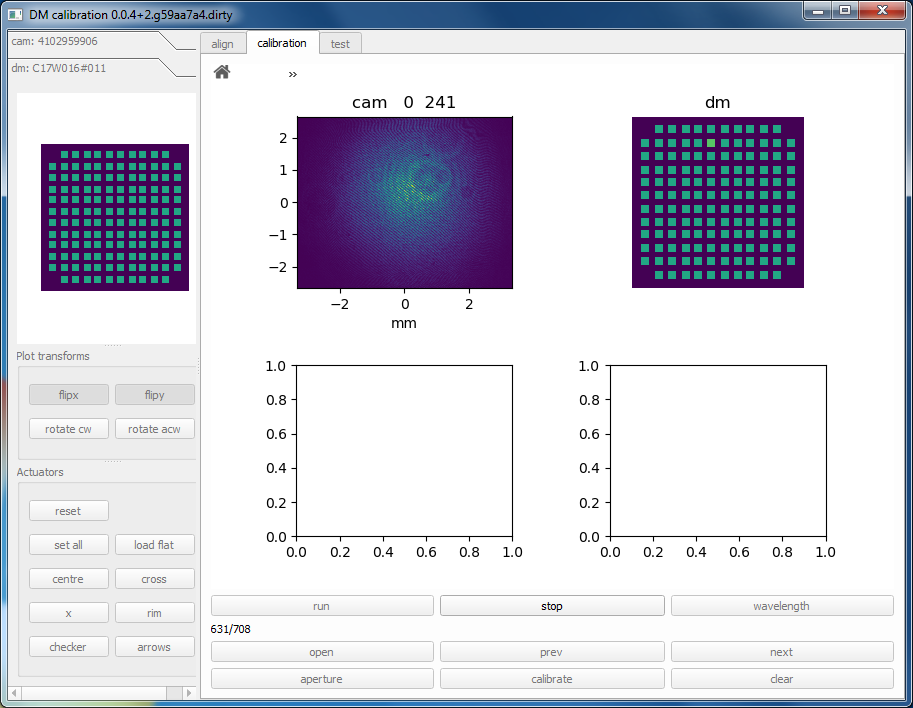 DM calibration 0.0.4+2.g59aa7a4.dirty
cam: 4102959906
dm: C17W016#011
align calibration test
»
cam 0 241
dm
2
1
0
−1
−2
−2 0 2
mm
Plot transforms
flipx flipy
rotate cw rotate acw
Actuators
reset
set all load flat
centre cross
x rim
checker arrows
1.0
0.8
0.6
0.4
0.2
0.0
0.0 0.2 0.4 0.6 0.8 1.0
1.0
0.8
0.6
0.4
0.2
0.0
0.0 0.2 0.4 0.6 0.8 1.0
run stop wavelength
631/708
open prev next
aperture calibrate clear